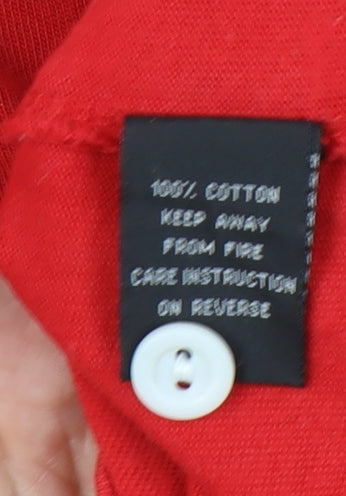 100% COTTON
KEEP AWAY
FROM FIRE
CARE INSTRUCTION
ON REVERSE